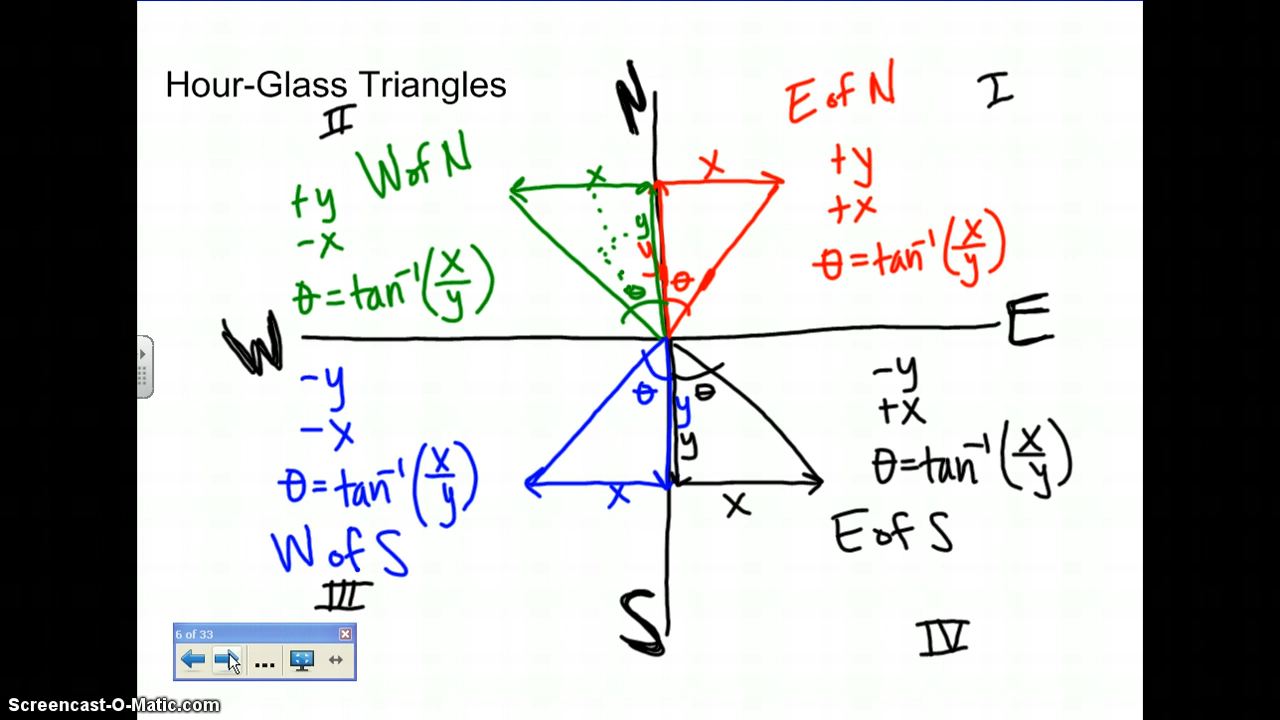 Hour-Glass Triangles
N
E of N
I
II
W of N
+y
-x
θ = tan⁻¹(x/y)
x
y
θ
+y
+x
θ = tan⁻¹(x/y)
x
y
θ
W
E
-y
-x
θ = tan⁻¹(x/y)
W of S
III
θ
y
x
θ
y
x
-y
+x
θ = tan⁻¹(x/y)
E of S
IV
S
6 of 33
...
Screencast-O-Matic.com